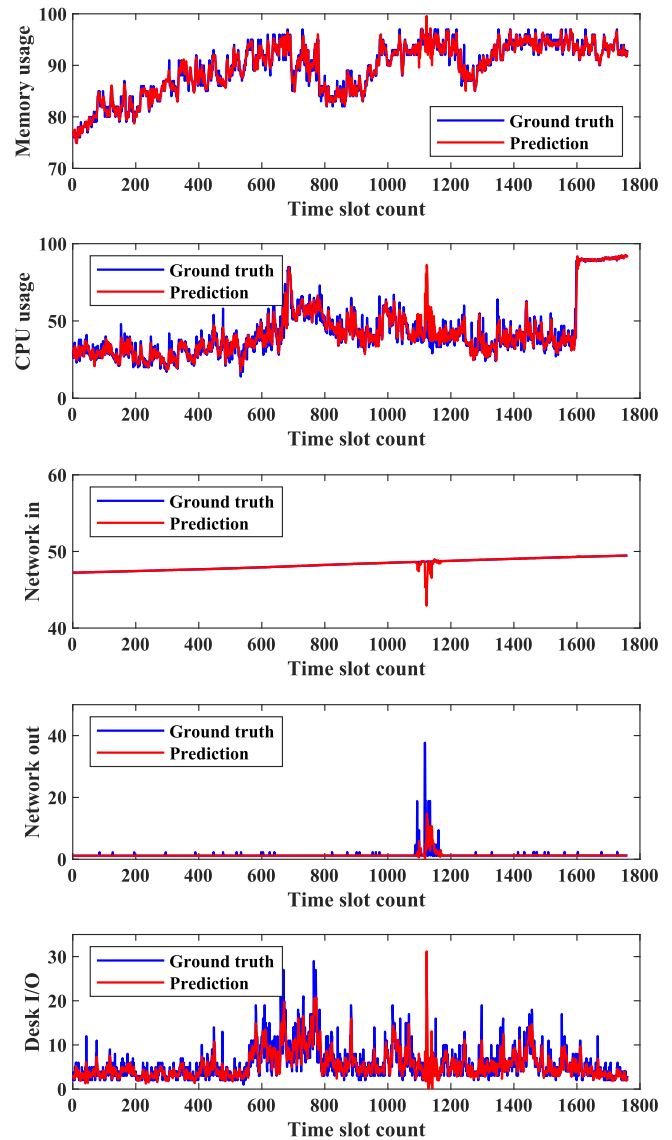 100
90
80
70
Memory usage
Ground truth
Prediction
0 200 400 600 800 1000 1200 1400 1600 1800
Time slot count
100
50
0
CPU usage
Ground truth
Prediction
0 200 400 600 800 1000 1200 1400 1600 1800
Time slot count
60
50
40
Network in
Ground truth
Prediction
0 200 400 600 800 1000 1200 1400 1600 1800
Time slot count
40
20
0
Network out
Ground truth
Prediction
0 200 400 600 800 1000 1200 1400 1600 1800
Time slot count
30
20
10
0
Desk I/O
Ground truth
Prediction
0 200 400 600 800 1000 1200 1400 1600 1800
Time slot count